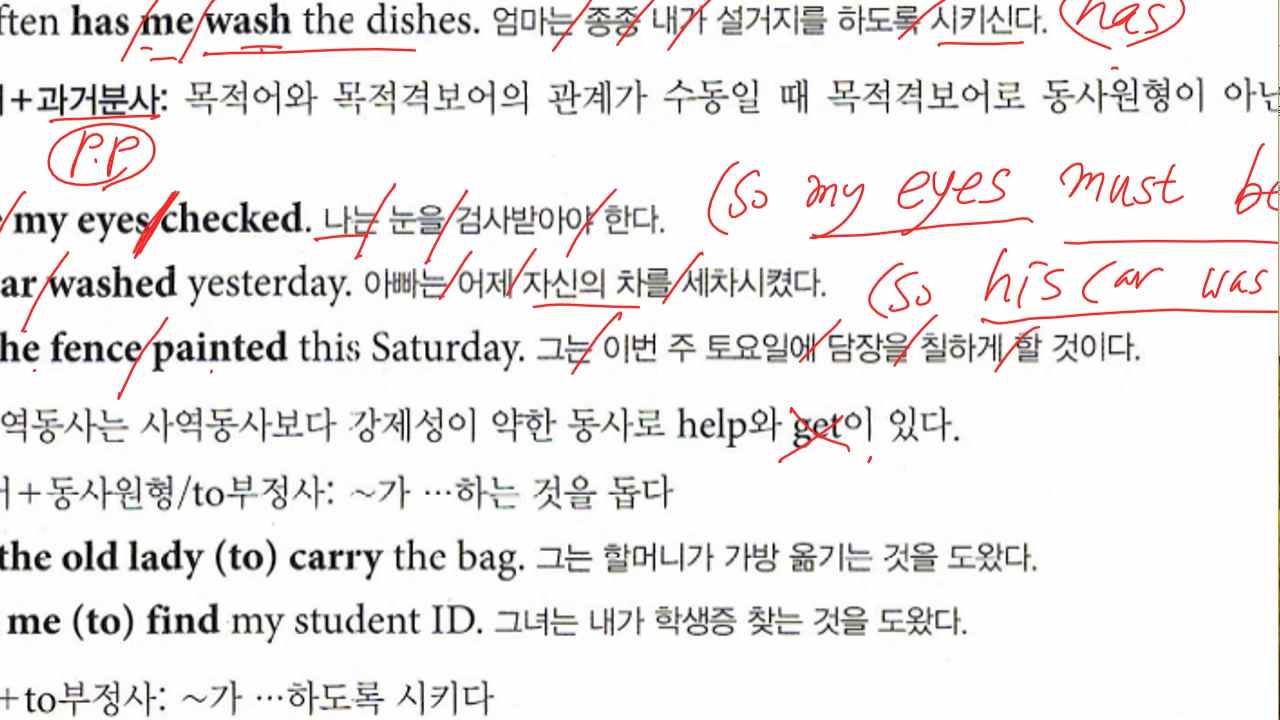 ften has me wash the dishes. 엄마는 종종 내가 설거지를 하도록 시키신다. has
+과거분사: 목적어와 목적격보어의 관계가 수동일 때 목적격보어로 동사원형이
p.p
(so my eyes must be
my eyes checked. 나는 눈을 검사받아야 한다.
ar washed yesterday. 아빠는 어제 자신의 차를 세차시켰다. (so his car was
he fence painted this Saturday. 그는 이번 주 토요일에 담장을 칠하게 할 것이다.
역동사는 사역동사보다 강제성이 약한 동사로 help와 get이 있다.
+동사원형/to부정사: ~가 …하는 것을 돕다
the old lady (to) carry the bag. 그는 할머니가 가방 옮기는 것을 도왔다.
me (to) find my student ID. 그녀는 내가 학생증 찾는 것을 도왔다.
+to부정사: ~가 …하도록 시키다